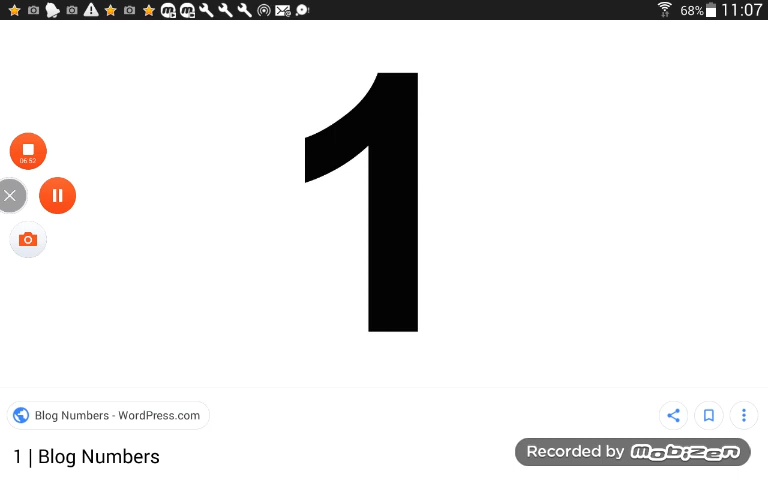 68% 11:07
1
06:52
Blog Numbers - WordPress.com
1 | Blog Numbers
Recorded by mobizen